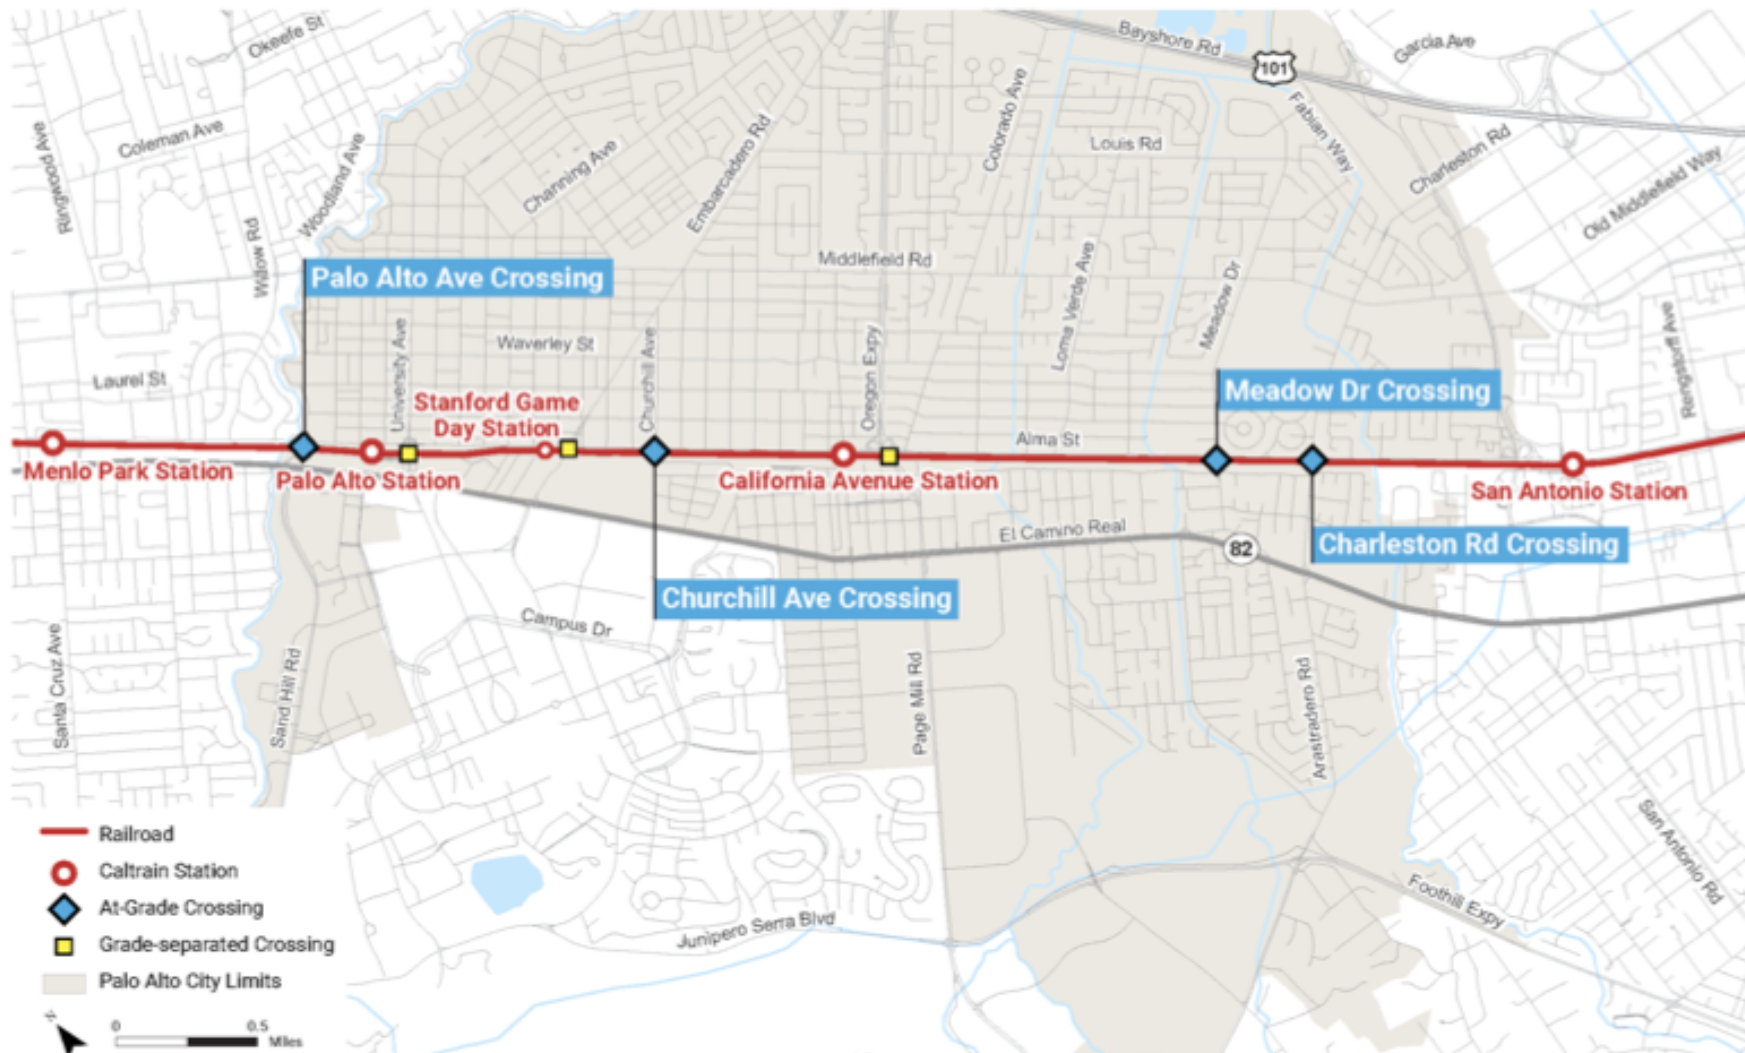 Okeefe St
Bayshore Rd
Garcia Ave
101
Ringwood Ave
Coleman Ave
Woodland Ave
Willow Rd
Channing Ave
Embarcadero Rd
Colorado Ave
Louis Rd
Fabian Way
Charleston Rd
Old Middlefield Way
Middlefield Rd
Palo Alto Ave Crossing
Loma Verde Ave
Meadow Dr
University Ave
Waverley St
Churchill Ave
Oregon Expy
Rengstorff Ave
Laurel St
Stanford Game
Day Station
Meadow Dr Crossing
Alma St
Menlo Park Station
Palo Alto Station
California Avenue Station
San Antonio Station
El Camino Real
82
Charleston Rd Crossing
Churchill Ave Crossing
Campus Dr
Santa Cruz Ave
Sand Hill Rd
Page Mill Rd
Arastradero Rd
San Antonio Rd
Foothill Expy
Junipero Serra Blvd
Railroad
Caltrain Station
At-Grade Crossing
Grade-separated Crossing
Palo Alto City Limits
N
0 0.5
Miles